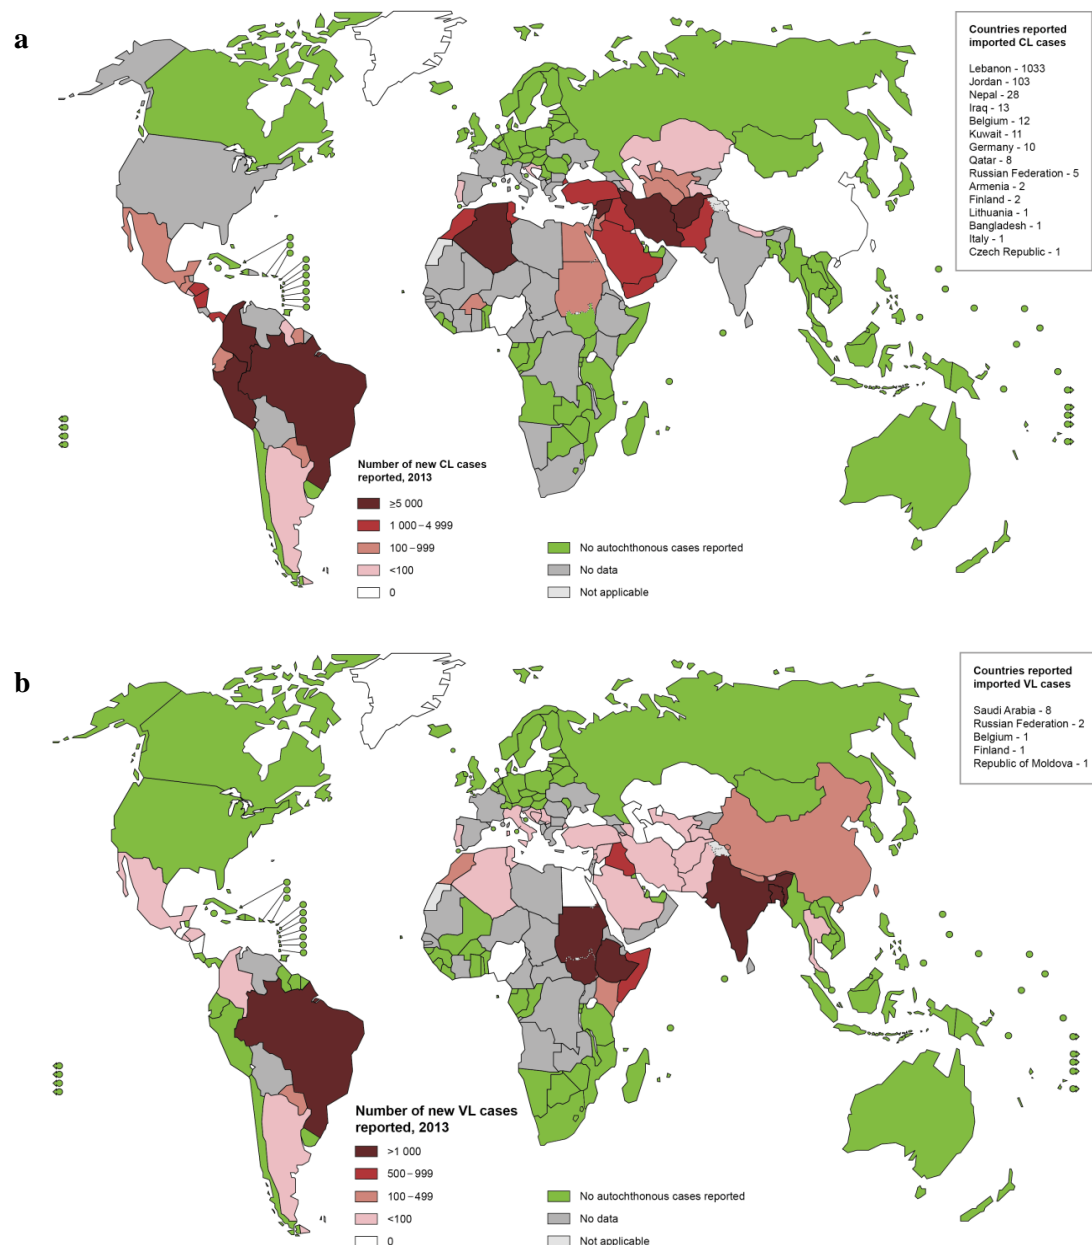 a
Countries reported
imported CL cases
Lebanon - 1033
Jordan - 103
Nepal - 28
Iraq - 13
Belgium - 12
Kuwait - 11
Germany - 10
Qatar - 8
Russian Federation - 5
Armenia - 2
Finland - 2
Lithuania - 1
Bangladesh - 1
Italy - 1
Czech Republic - 1
Number of new CL cases
reported, 2013
≥5 000
1 000–4 999
100–999
<100
0
No autochthonous cases reported
No data
Not applicable
b
Countries reported
imported VL cases
Saudi Arabia - 8
Russian Federation - 2
Belgium - 1
Finland - 1
Republic of Moldova - 1
Number of new VL cases
reported, 2013
>1 000
500–999
100–499
<100
0
No autochthonous cases reported
No data
Not applicable